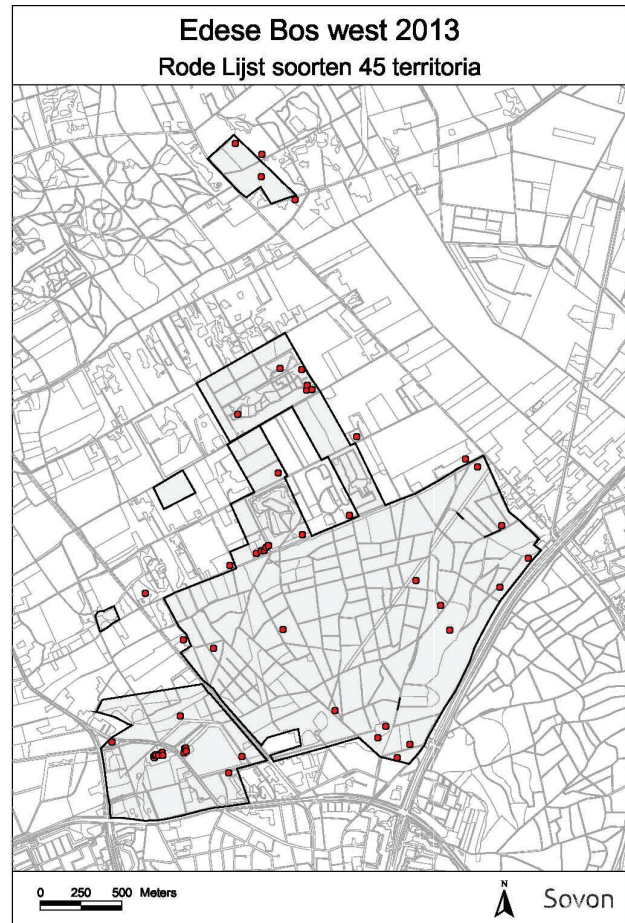 Edese Bos west 2013
Rode Lijst soorten 45 territoria
0 250 500 Meters
N
Sovon